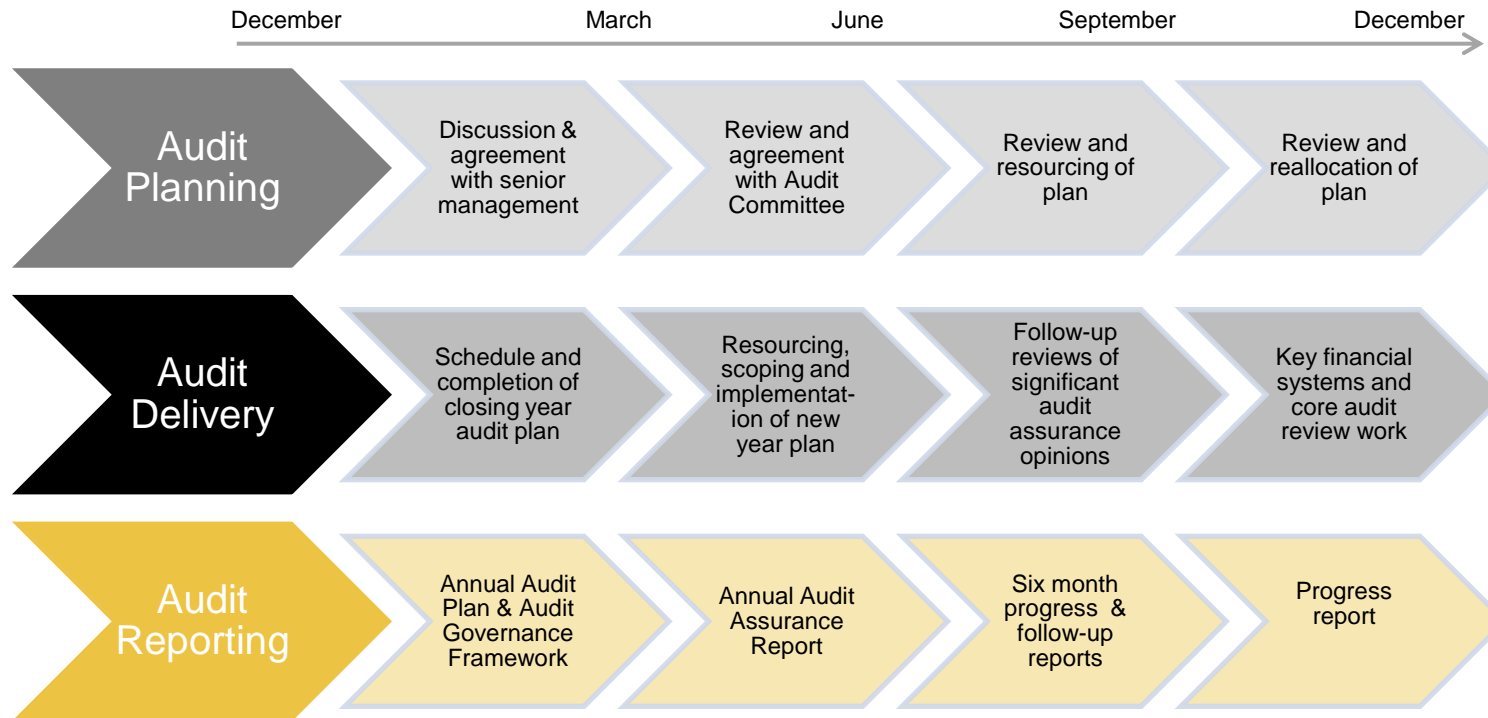 December March June September December
Audit
Planning
Discussion &
agreement
with senior
management
Review and
agreement
with Audit
Committee
Review and
resourcing of
plan
Review and
reallocation of
plan
Audit
Delivery
Schedule and
completion of
closing year
audit plan
Resourcing,
scoping and
implementat-
ion of new
year plan
Follow-up
reviews of
significant
audit
assurance
opinions
Key financial
systems and
core audit
review work
Audit
Reporting
Annual Audit
Plan & Audit
Governance
Framework
Annual Audit
Assurance
Report
Six month
progress &
follow-up
reports
Progress
report